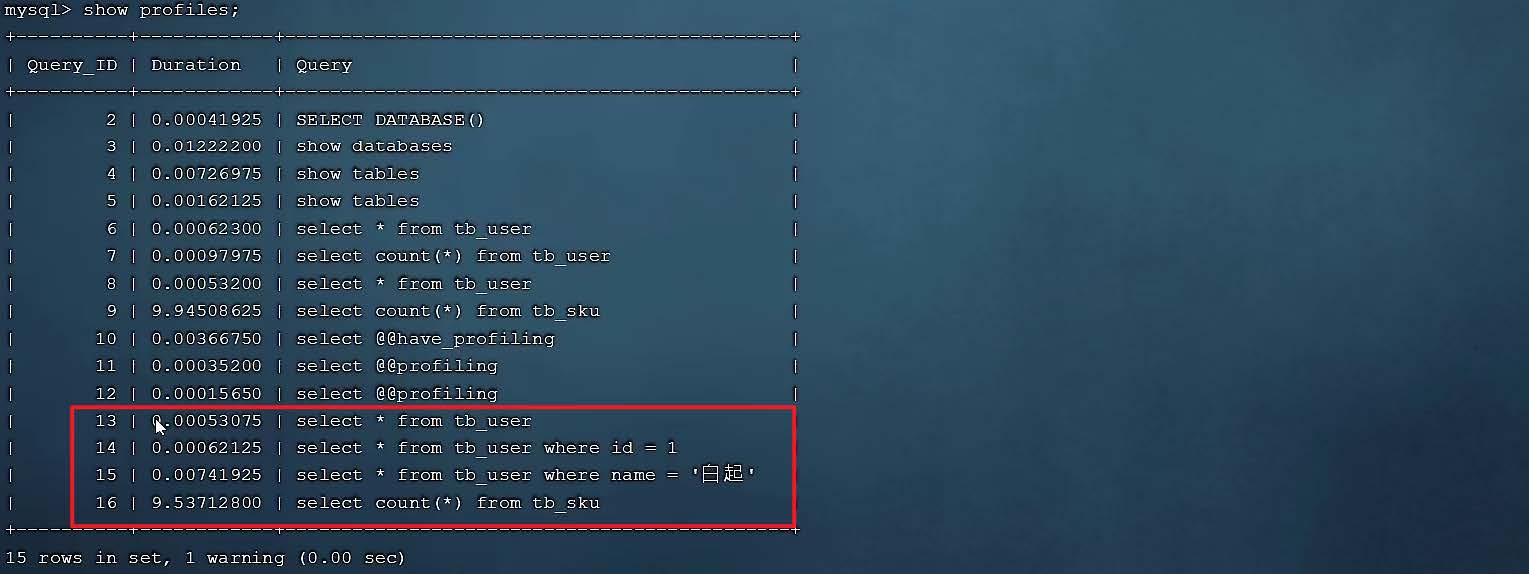 mysql> show profiles;
+----------+------------+---------------------------------------------+
| Query_ID | Duration   | Query                                       |
+----------+------------+---------------------------------------------+
|        2 | 0.00041925 | SELECT DATABASE()                           |
|        3 | 0.01222200 | show databases                              |
|        4 | 0.00726975 | show tables                                 |
|        5 | 0.00162125 | show tables                                 |
|        6 | 0.00062300 | select * from tb_user                       |
|        7 | 0.00097975 | select count(*) from tb_user                |
|        8 | 0.00053200 | select * from tb_user                       |
|        9 | 9.94508625 | select count(*) from tb_sku                 |
|       10 | 0.00366750 | select @@have_profiling                     |
|       11 | 0.00035200 | select @@profiling                          |
|       12 | 0.00015650 | select @@profiling                          |
|       13 | 0.00053075 | select * from tb_user                       |
|       14 | 0.00062125 | select * from tb_user where id = 1          |
|       15 | 0.00741925 | select * from tb_user where name = '白起'   |
|       16 | 9.53712800 | select count(*) from tb_sku                 |
+----------+------------+---------------------------------------------+
15 rows in set, 1 warning (0.00 sec)